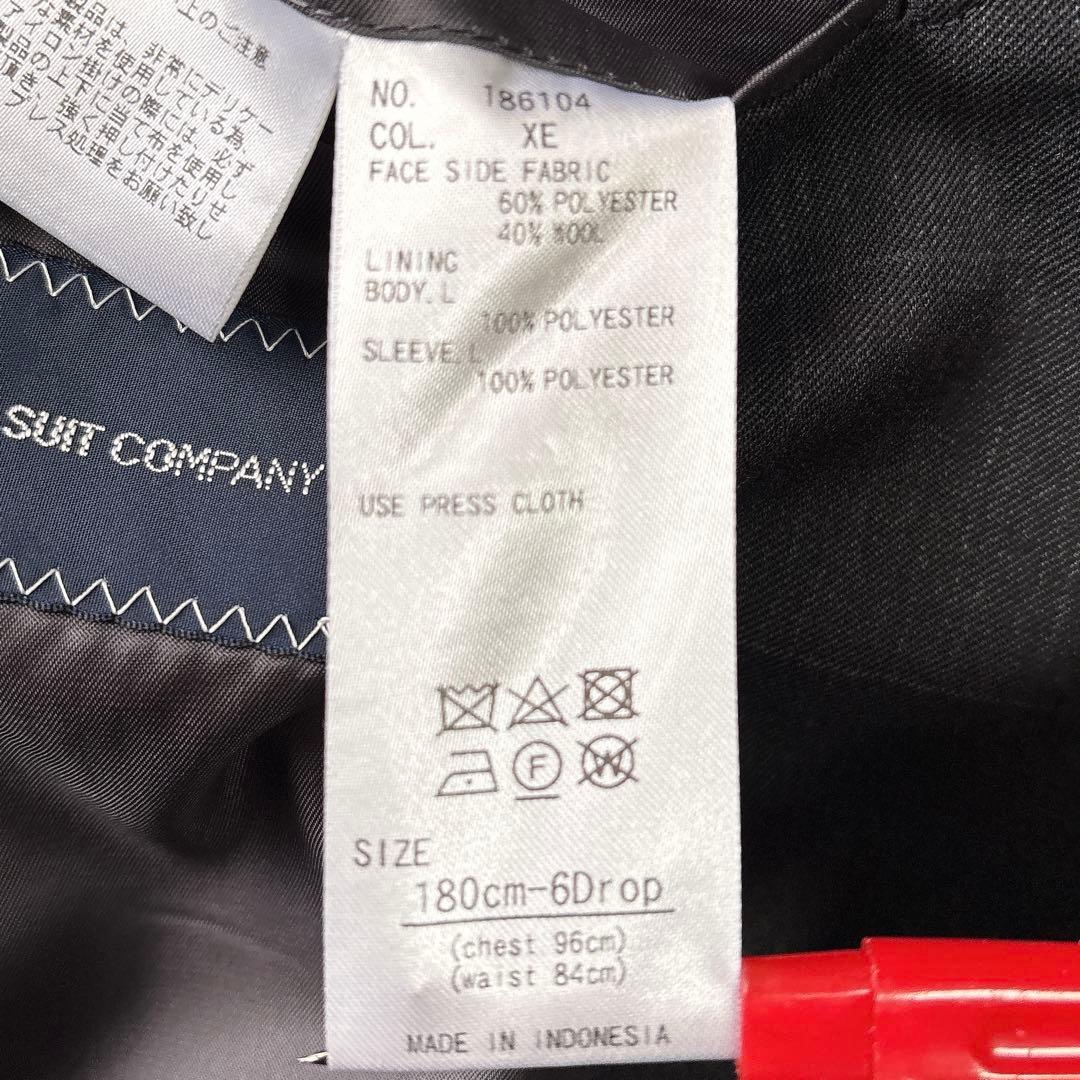 上のご注意
製品は、非常にデリケー
な素材を使用している為、
アイロン掛けの際には、必ずし
製品の上下に当て布を使用し
、強く押し付けたりせ
プレス処理をお願い致し
SUIT COMPANY
NO. 186104
COL. XE
FACE SIDE FABRIC
60% POLYESTER
40% WOOL
LINING
BODY.L
100% POLYESTER
SLEEVE.L
100% POLYESTER
USE PRESS CLOTH
F
W
SIZE
180cm-6Drop
(chest 96cm)
(waist 84cm)
MADE IN INDONESIA